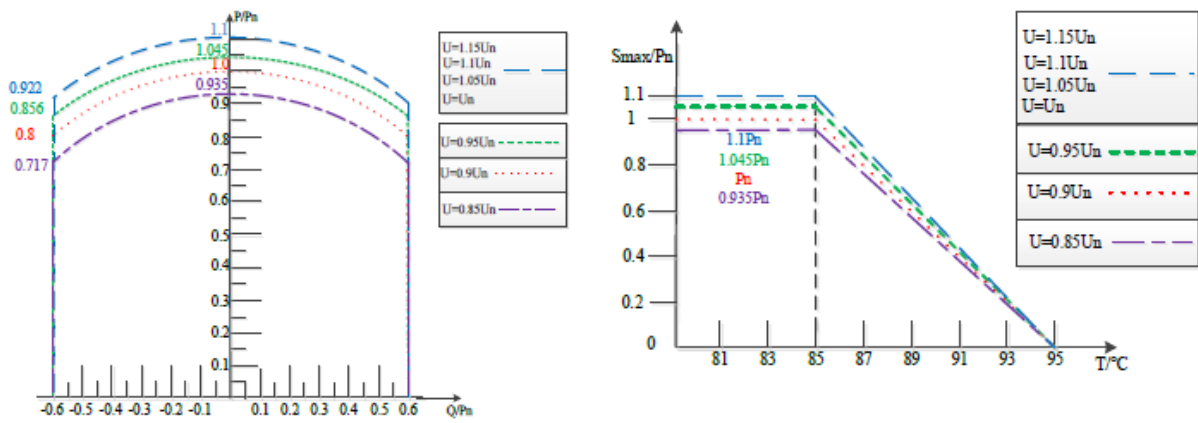 P/Pn
1.1
1.045
1.0
0.935
0.9
0.8
0.7
0.6
0.5
0.4
0.3
0.2
0.1
0.922
0.856
0.8
0.717
-0.6 -0.5 -0.4 -0.3 -0.2 -0.1 0.1 0.2 0.3 0.4 0.5 0.6 Q/Pn
U=1.15Un
U=1.1Un
U=1.05Un
U=Un
U=0.95Un
U=0.9Un
U=0.85Un
Smax/Pn
1.1
1
0.8
0.6
0.4
0.2
0
1.1Pn
1.045Pn
Pn
0.935Pn
81 83 85 87 89 91 93 95
T/°C
U=1.15Un
U=1.1Un
U=1.05Un
U=Un
U=0.95Un
U=0.9Un
U=0.85Un